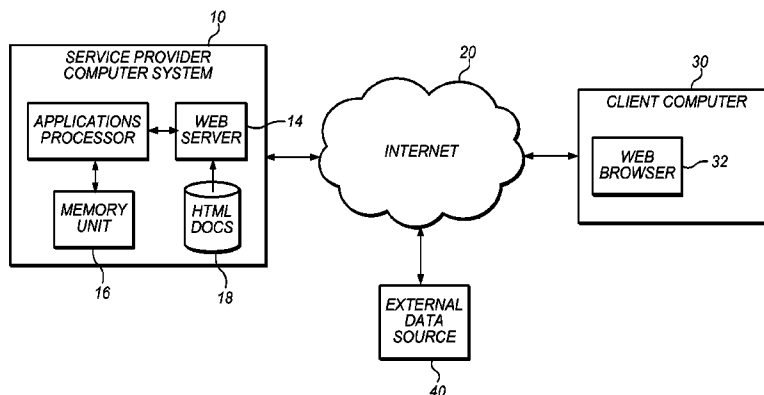 10
SERVICE PROVIDER
COMPUTER SYSTEM
APPLICATIONS
PROCESSOR
WEB
SERVER
14
MEMORY
UNIT
HTML
DOCS
16
18
20
INTERNET
EXTERNAL
DATA
SOURCE
40
30
CLIENT COMPUTER
WEB
BROWSER
32